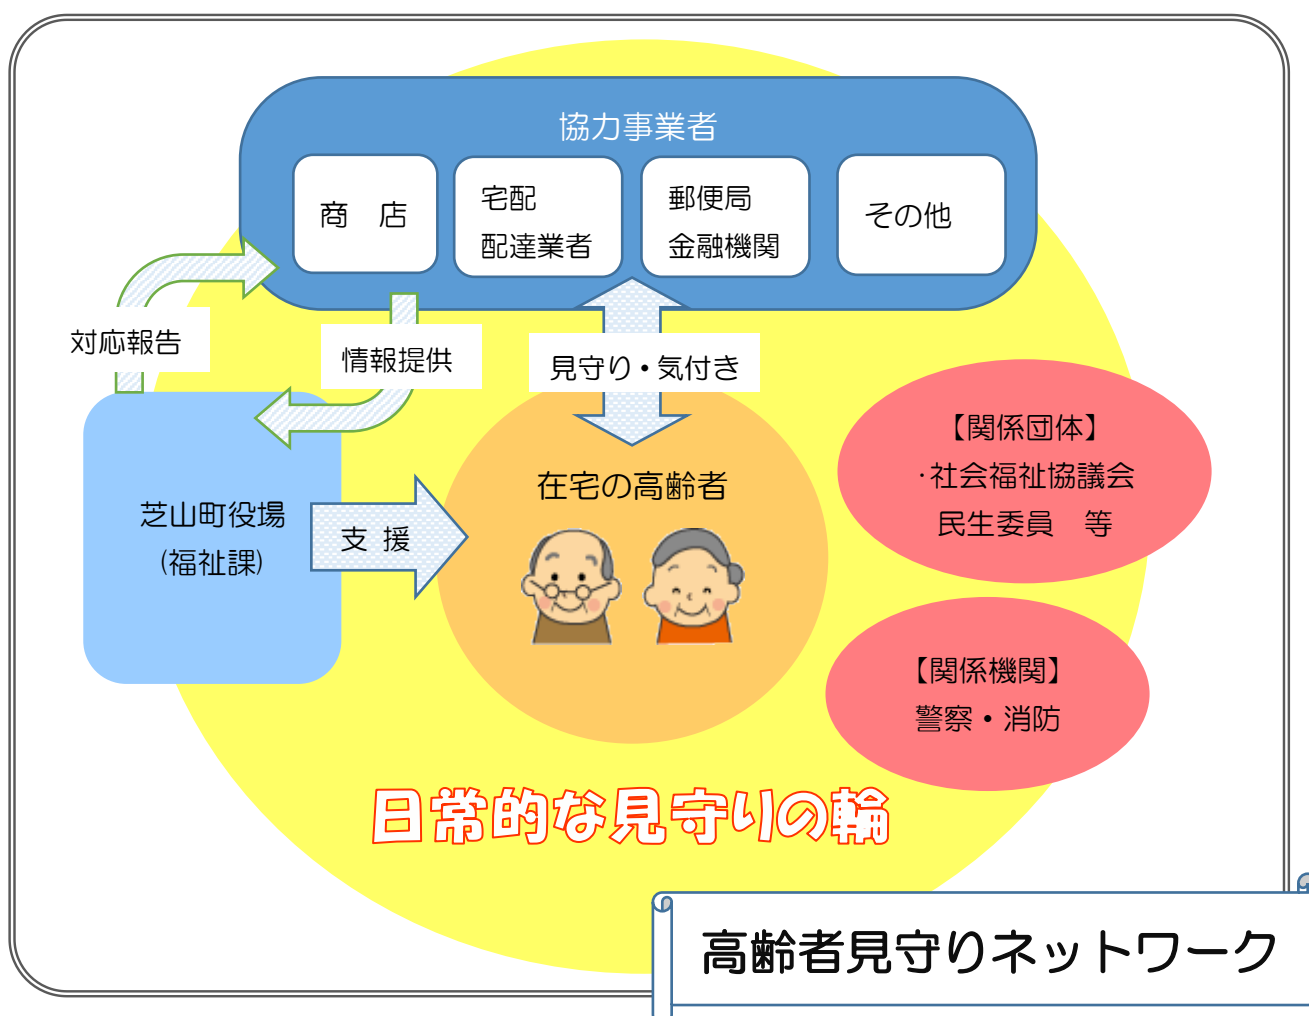 協力事業者
商　店
宅配
配達業者
郵便局
金融機関
その他
対応報告
情報提供
見守り・気付き
芝山町役場
(福祉課)
支 援
在宅の高齢者
【関係団体】
・社会福祉協議会
民生委員　等
【関係機関】
警察・消防
日常的な見守りの輪
高齢者見守りネットワーク